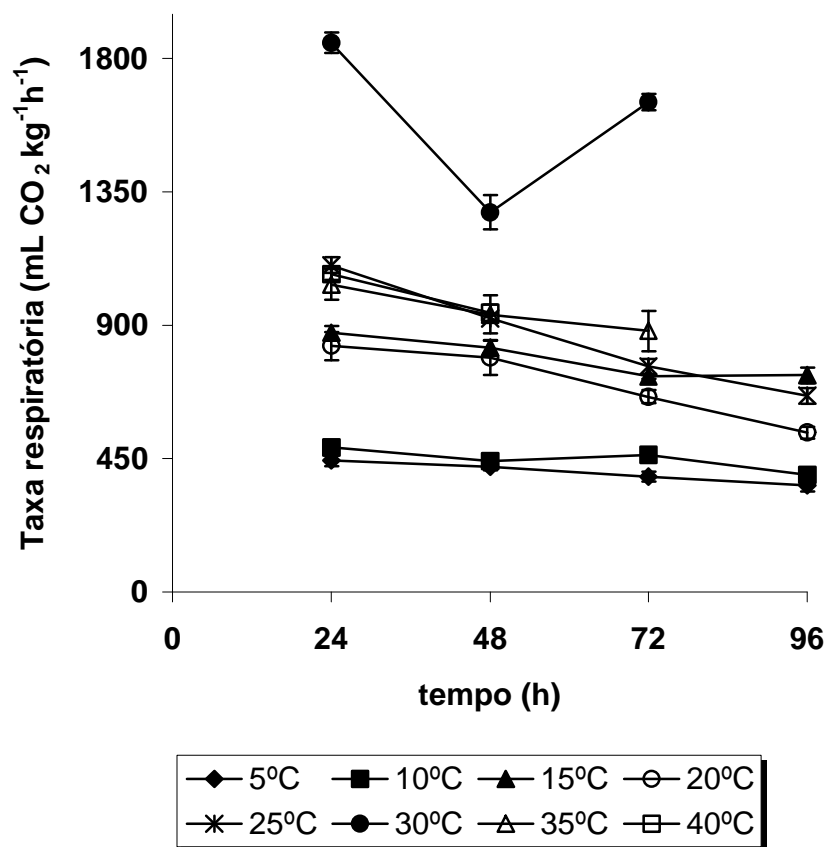 Taxa respiratória (mL CO₂ kg⁻¹h⁻¹)
1800
1350
900
450
0
0 24 48 72 96
tempo (h)
5ºC 10ºC 15ºC 20ºC
25ºC 30ºC 35ºC 40ºC